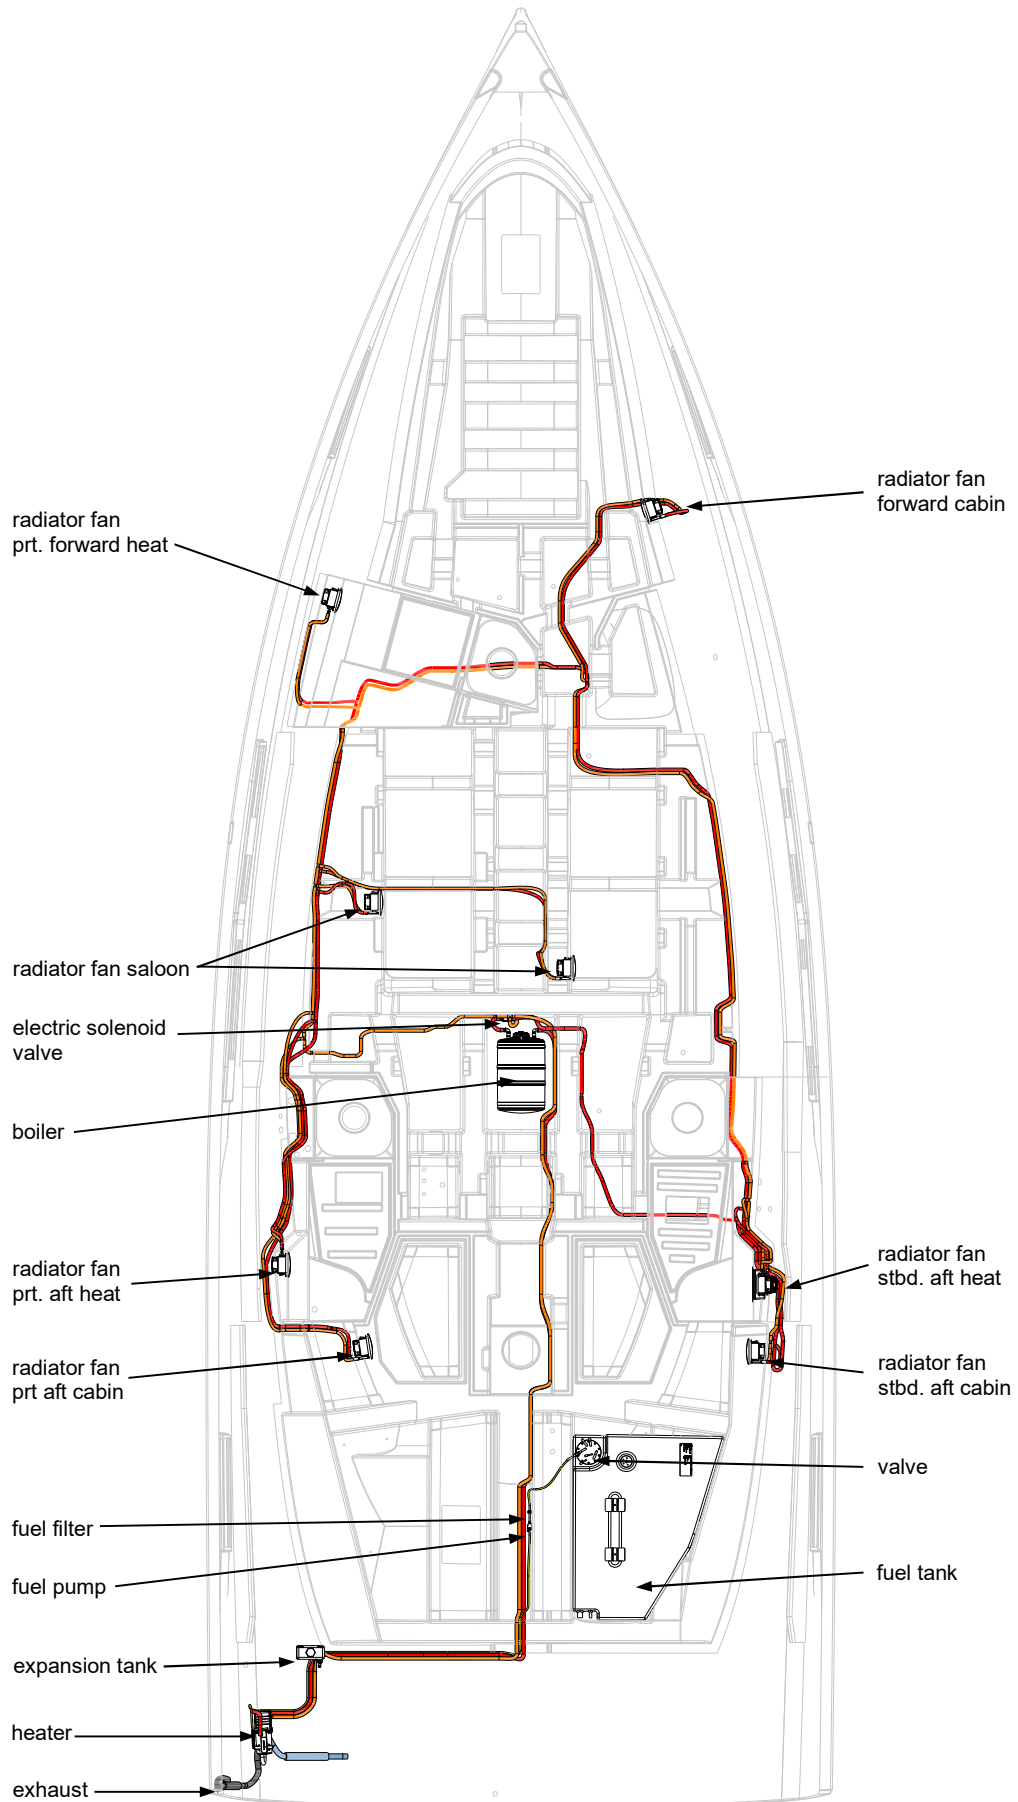 radiator fan
forward cabin
radiator fan
prt. forward heat
radiator fan saloon
electric solenoid
valve
boiler
radiator fan
prt. aft heat
radiator fan
stbd. aft heat
radiator fan
prt aft cabin
radiator fan
stbd. aft cabin
valve
fuel filter
fuel pump
fuel tank
expansion tank
heater
exhaust